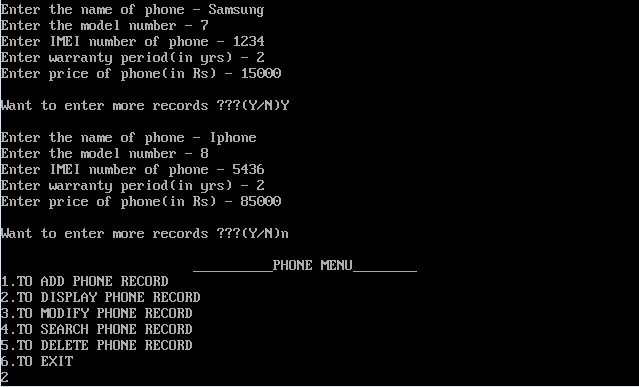 Enter the name of phone - Samsung
Enter the model number - 7
Enter IMEI number of phone - 1234
Enter warranty period(in yrs) - 2
Enter price of phone(in Rs) - 15000
Want to enter more records ???(Y/N)Y
Enter the name of phone - Iphone
Enter the model number - 8
Enter IMEI number of phone - 5436
Enter warranty period(in yrs) - 2
Enter price of phone(in Rs) - 85000
Want to enter more records ???(Y/N)n
__________PHONE MENU________
1.TO ADD PHONE RECORD
2.TO DISPLAY PHONE RECORD
3.TO MODIFY PHONE RECORD
4.TO SEARCH PHONE RECORD
5.TO DELETE PHONE RECORD
6.TO EXIT
2